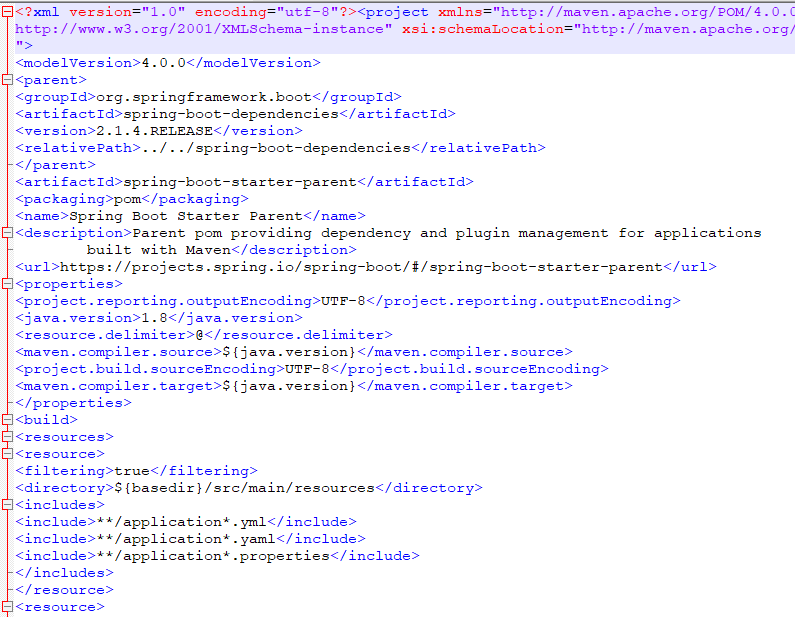 <?xml version="1.0" encoding="utf-8"?><project xmlns="http://maven.apache.org/POM/4.0.0
http://www.w3.org/2001/XMLSchema-instance" xsi:schemaLocation="http://maven.apache.org/
">
<modelVersion>4.0.0</modelVersion>
<parent>
<groupId>org.springframework.boot</groupId>
<artifactId>spring-boot-dependencies</artifactId>
<version>2.1.4.RELEASE</version>
<relativePath>../../spring-boot-dependencies</relativePath>
</parent>
<artifactId>spring-boot-starter-parent</artifactId>
<packaging>pom</packaging>
<name>Spring Boot Starter Parent</name>
<description>Parent pom providing dependency and plugin management for applications
built with Maven</description>
<url>https://projects.spring.io/spring-boot/#/spring-boot-starter-parent</url>
<properties>
<project.reporting.outputEncoding>UTF-8</project.reporting.outputEncoding>
<java.version>1.8</java.version>
<resource.delimiter>@</resource.delimiter>
<maven.compiler.source>${java.version}</maven.compiler.source>
<project.build.sourceEncoding>UTF-8</project.build.sourceEncoding>
<maven.compiler.target>${java.version}</maven.compiler.target>
</properties>
<build>
<resources>
<resource>
<filtering>true</filtering>
<directory>${basedir}/src/main/resources</directory>
<includes>
<include>**/application*.yml</include>
<include>**/application*.yaml</include>
<include>**/application*.properties</include>
</includes>
</resource>
<resource>